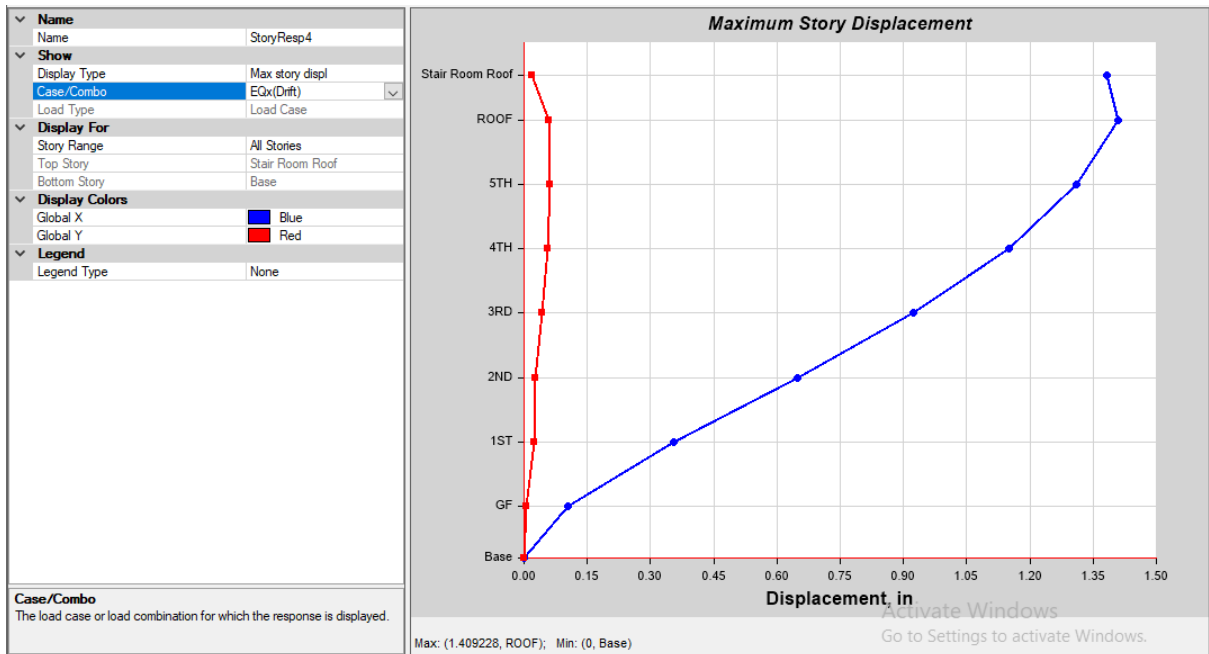 Name
Name StoryResp4
Show
Display Type Max story displ
Case/Combo EQx(Drift)
Load Type Load Case
Display For
Story Range All Stories
Top Story Stair Room Roof
Bottom Story Base
Display Colors
Global X Blue
Global Y Red
Legend
Legend Type None
Case/Combo
The load case or load combination for which the response is displayed.
Maximum Story Displacement
Stair Room Roof
ROOF
5TH
4TH
3RD
2ND
1ST
GF
Base
0.00 0.15 0.30 0.45 0.60 0.75 0.90 1.05 1.20 1.35 1.50
Displacement, in
Activate Windows
Go to Settings to activate Windows.
Max: (1.409228, ROOF); Min: (0, Base)